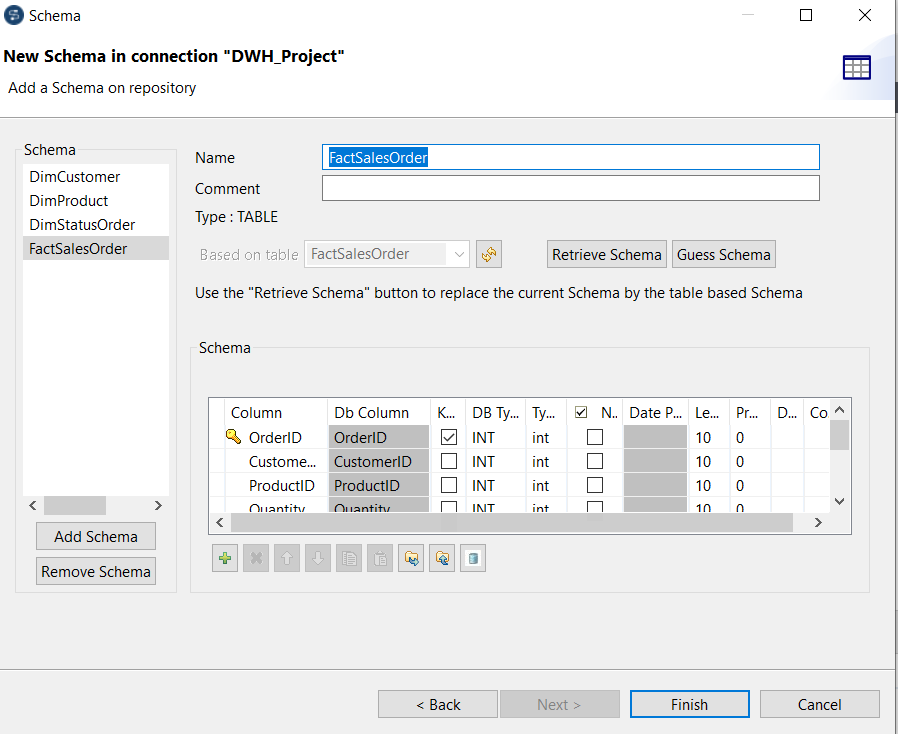 Schema
New Schema in connection "DWH_Project"
Add a Schema on repository
Schema
DimCustomer
DimProduct
DimStatusOrder
FactSalesOrder
Add Schema
Remove Schema
Name FactSalesOrder
Comment
Type : TABLE
Based on table FactSalesOrder Retrieve Schema Guess Schema
Use the "Retrieve Schema" button to replace the current Schema by the table based Schema
Schema
Column Db Column K... DB Ty... Ty... N.. Date P... Le... Pr... D... Co
OrderID OrderID INT int 10 0
Custome... CustomerID INT int 10 0
ProductID ProductID INT int 10 0
Quantity Quantity INT int 10 0
< Back Next > Finish Cancel